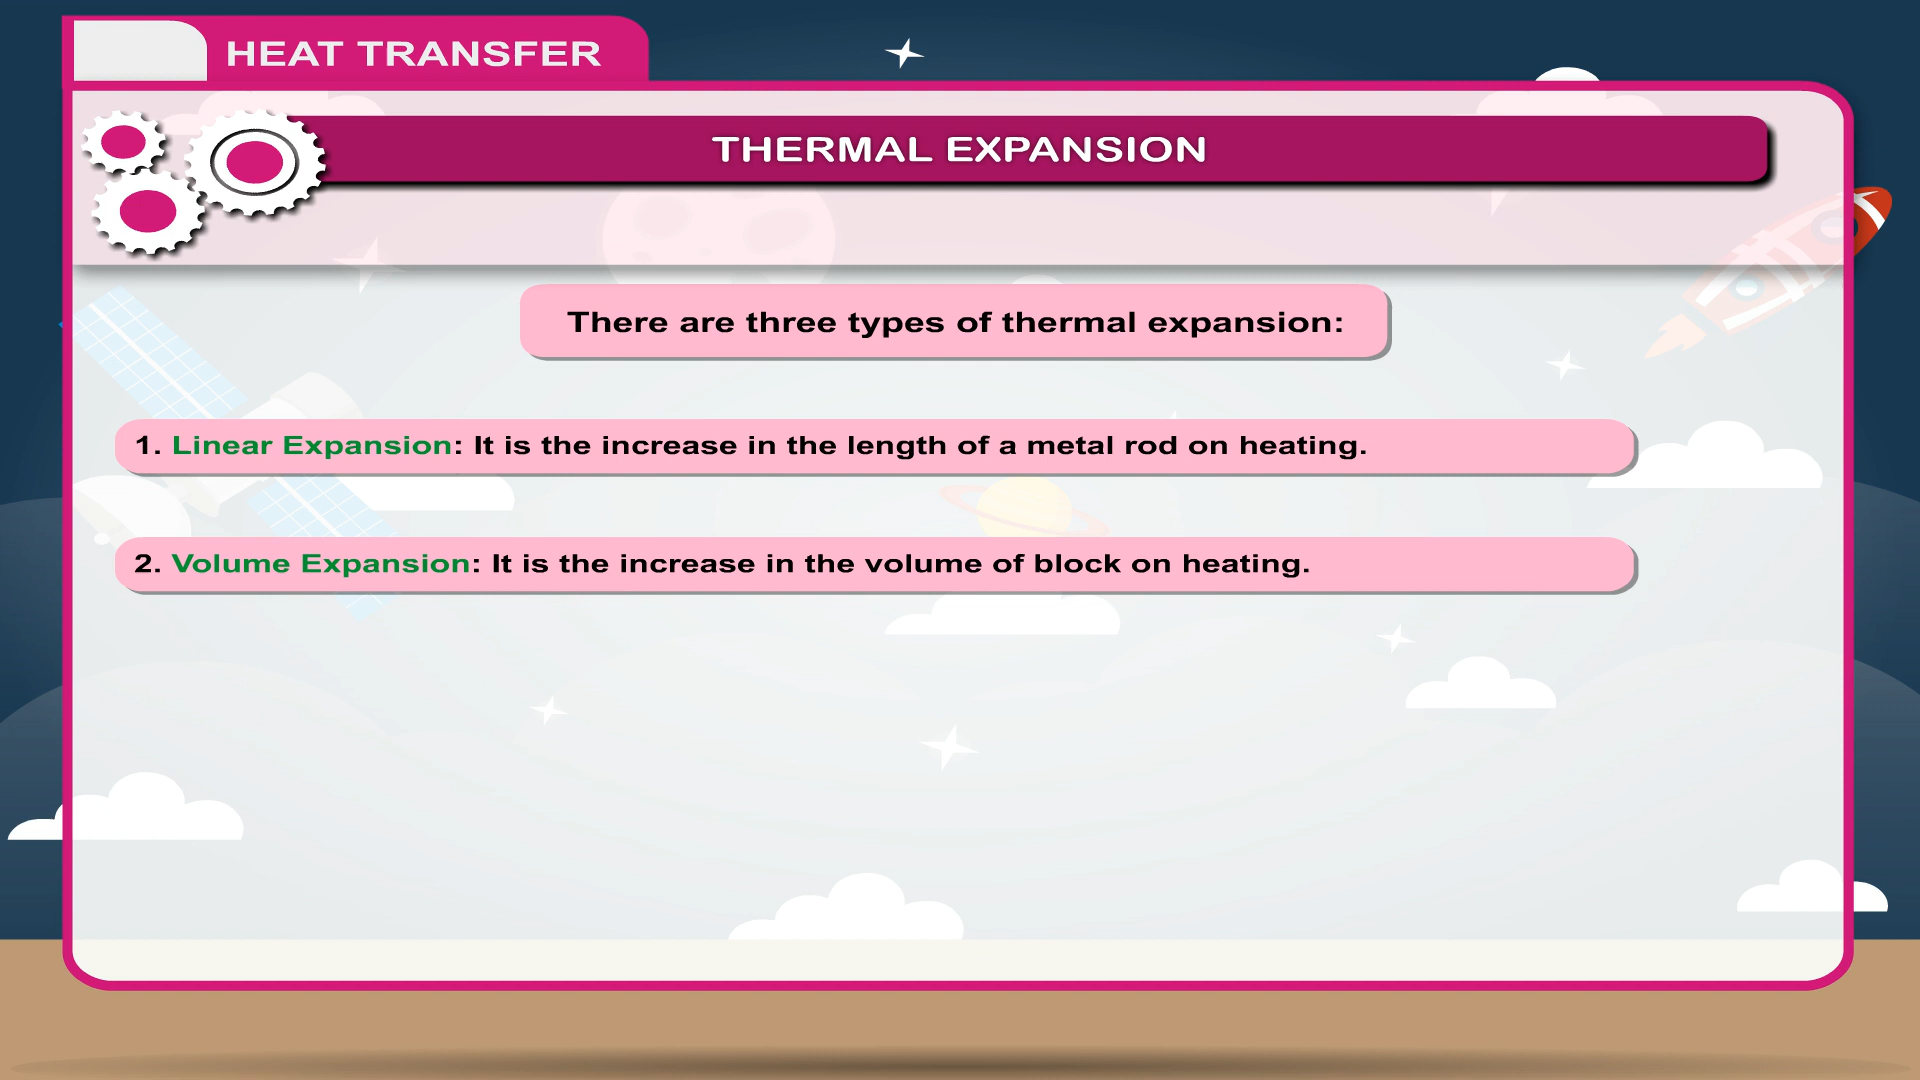 HEAT TRANSFER
THERMAL EXPANSION
There are three types of thermal expansion:
1. Linear Expansion: It is the increase in the length of a metal rod on heating.
2. Volume Expansion: It is the increase in the volume of block on heating.